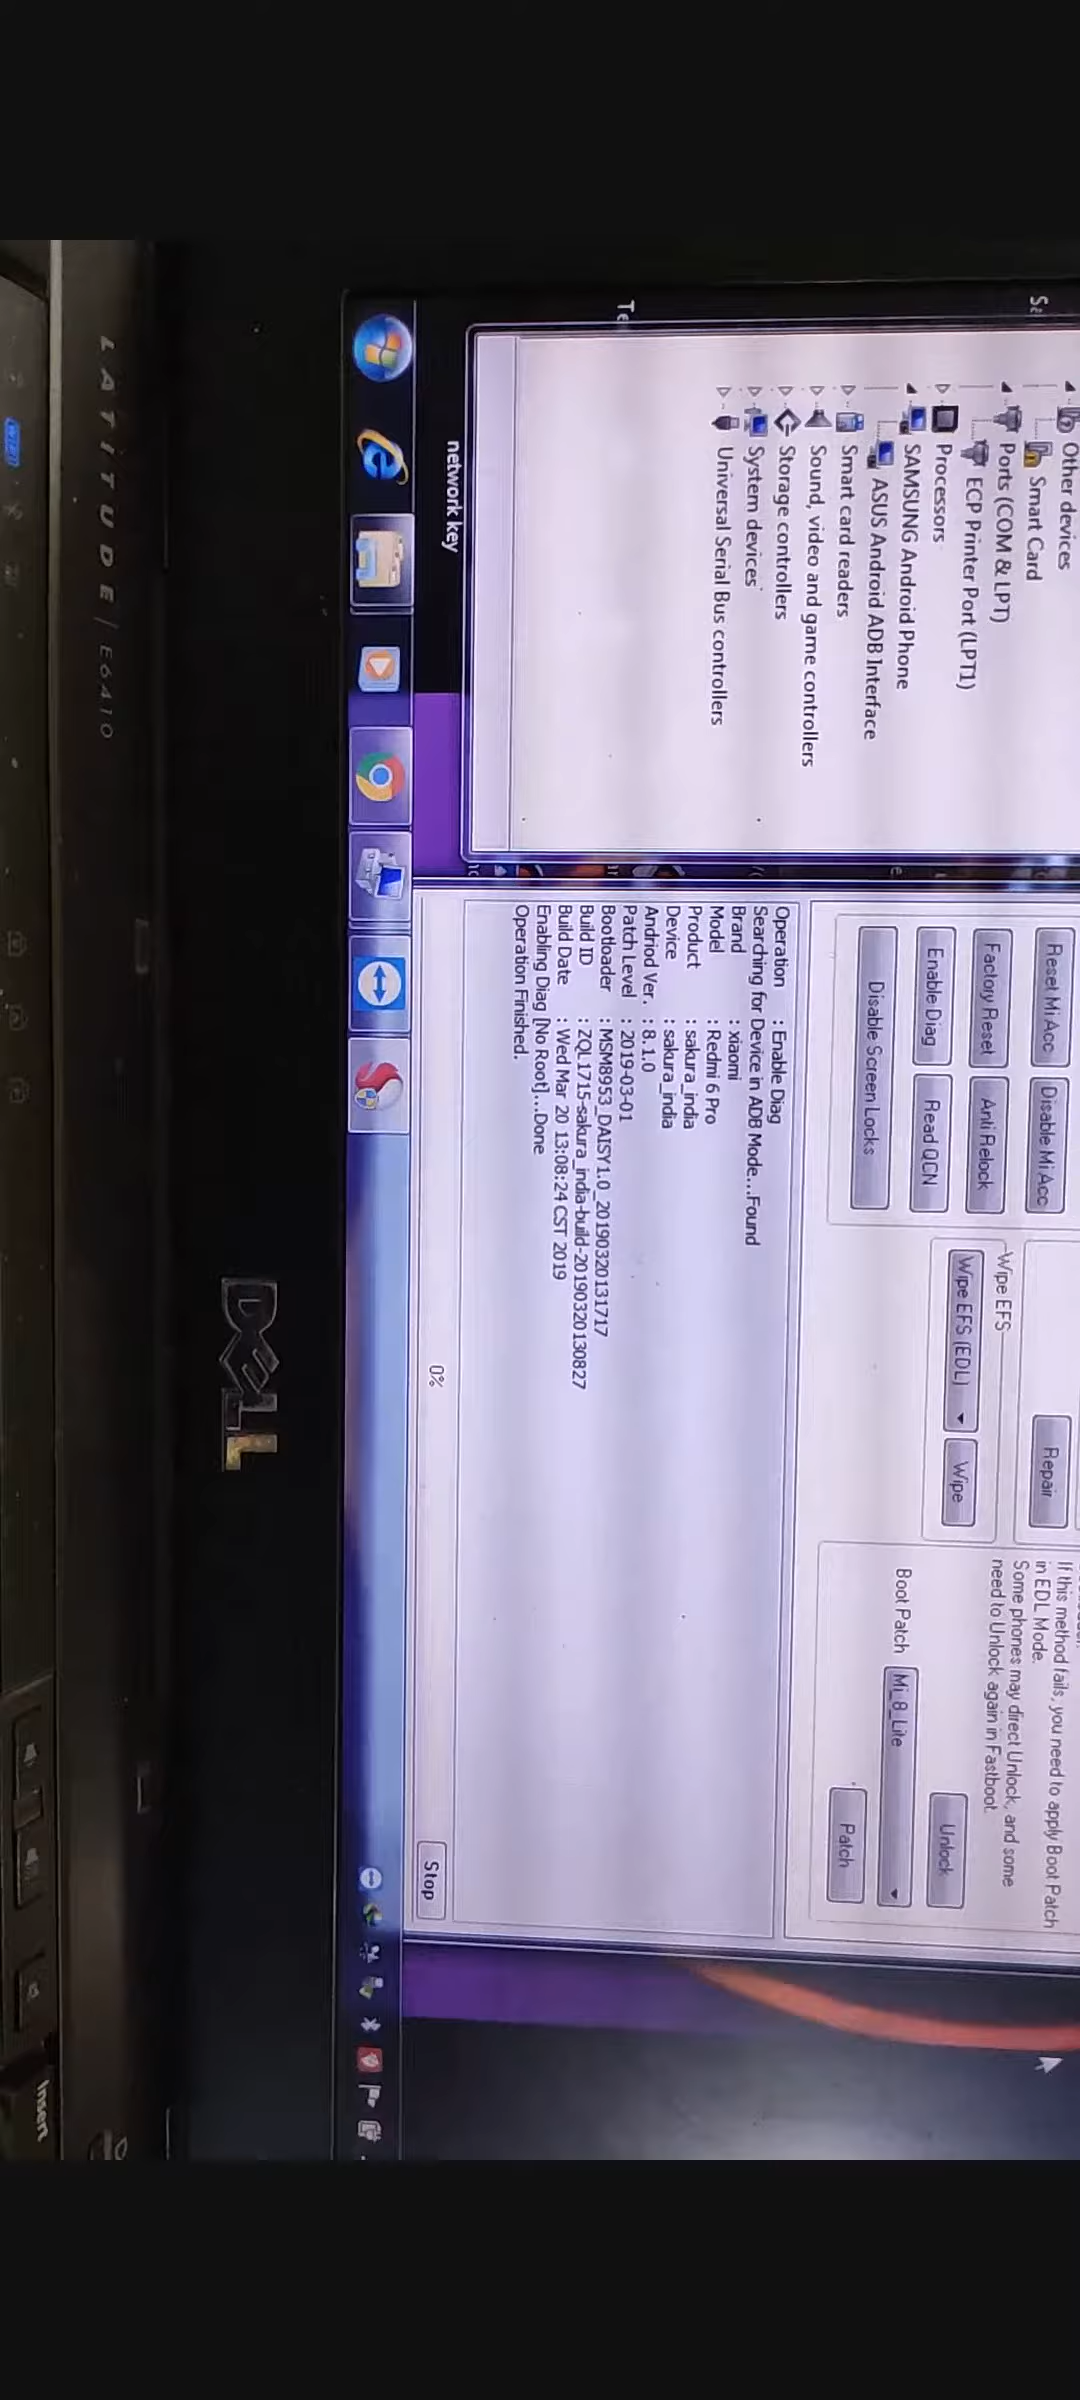 Other devices
Smart Card
Ports (COM & LPT)
ECP Printer Port (LPT1)
Processors
SAMSUNG Android Phone
ASUS Android ADB Interface
Smart card readers
Sound, video and game controllers
Storage controllers
System devices
Universal Serial Bus controllers
network key
Reset Mi Acc Disable Mi Acc
Factory Reset Anti Relock
Enable Diag Read QCN
Disable Screen Locks
Repair
Wipe EFS
Wipe EFS (EDL) Wipe
If this method fails, you need to apply Boot Patch
in EDL Mode.
Some phones may direct Unlock, and some
need to Unlock again in Fastboot.
Unlock
Boot Patch Mi_8_Lite
Patch
Operation : Enable Diag
Searching for Device in ADB Mode...Found
Brand : xiaomi
Model : Redmi 6 Pro
Product : sakura_india
Device : sakura_india
Andriod Ver. : 8.1.0
Patch Level : 2019-03-01
Bootloader : MSM8953_DAISY1.0_20190320131717
Build ID : ZQL1715-sakura_india-build-20190320130827
Build Date : Wed Mar 20 13:08:24 CST 2019
Enabling Diag [No Root]...Done
Operation Finished.
0%
Stop
DELL
LATITUDE | E6410
Insert